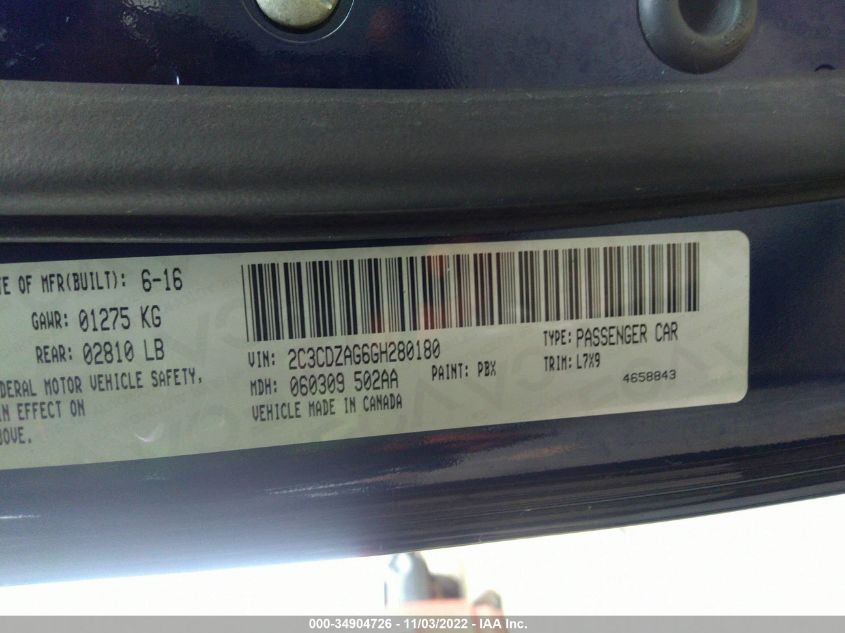 OF MFR(BUILT): 6-16
GAWR: 01275 KG
REAR: 02810 LB
MOTOR VEHICLE SAFETY,
IN EFFECT ON
VIN: 2C3CDZAG6GH280180
TYPE: PASSENGER CAR
MDH: 060309 502AA
PAINT: PBX
TRIM: L7X9
VEHICLE MADE IN CANADA
4658843
000-34904726 - 11/03/2022 - IAA Inc.